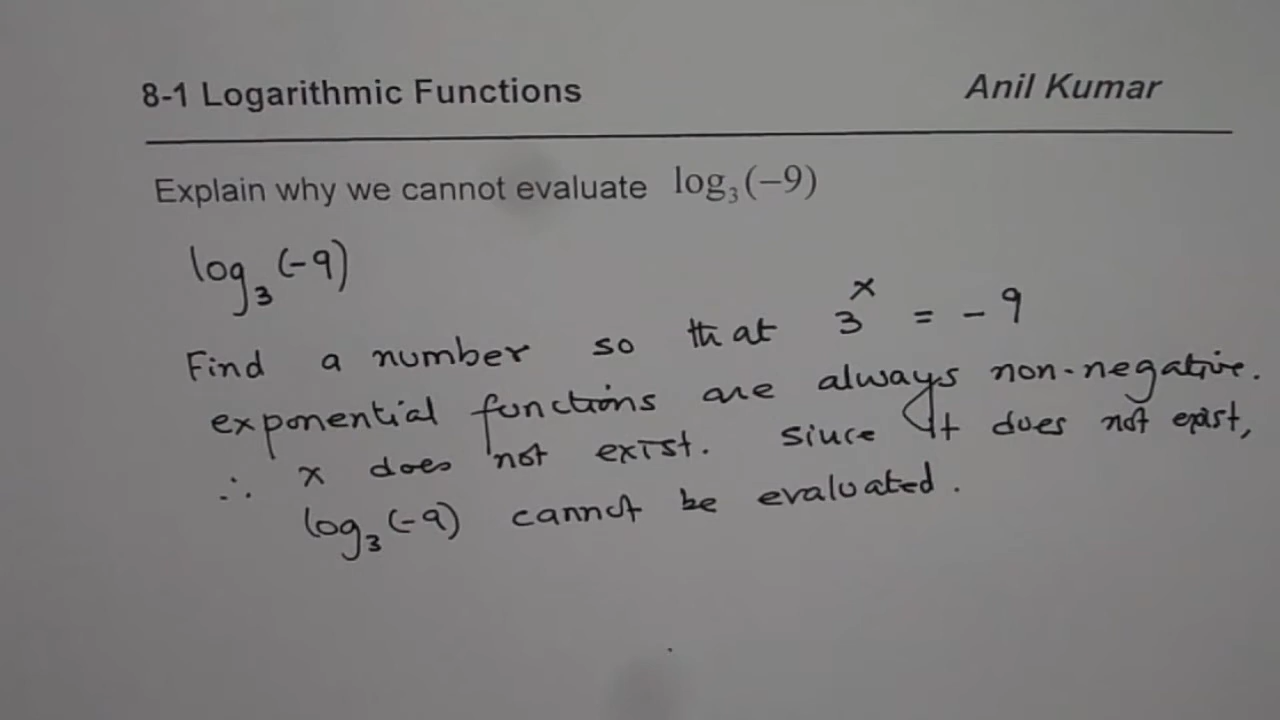 8-1 Logarithmic Functions Anil Kumar
Explain why we cannot evaluate log₃(−9)
log₃(-9)
Find a number so that 3ˣ = -9
exponential functions are always non-negative.
∴ x does not exist. Since It does not exist,
log₃(-9) cannot be evaluated.